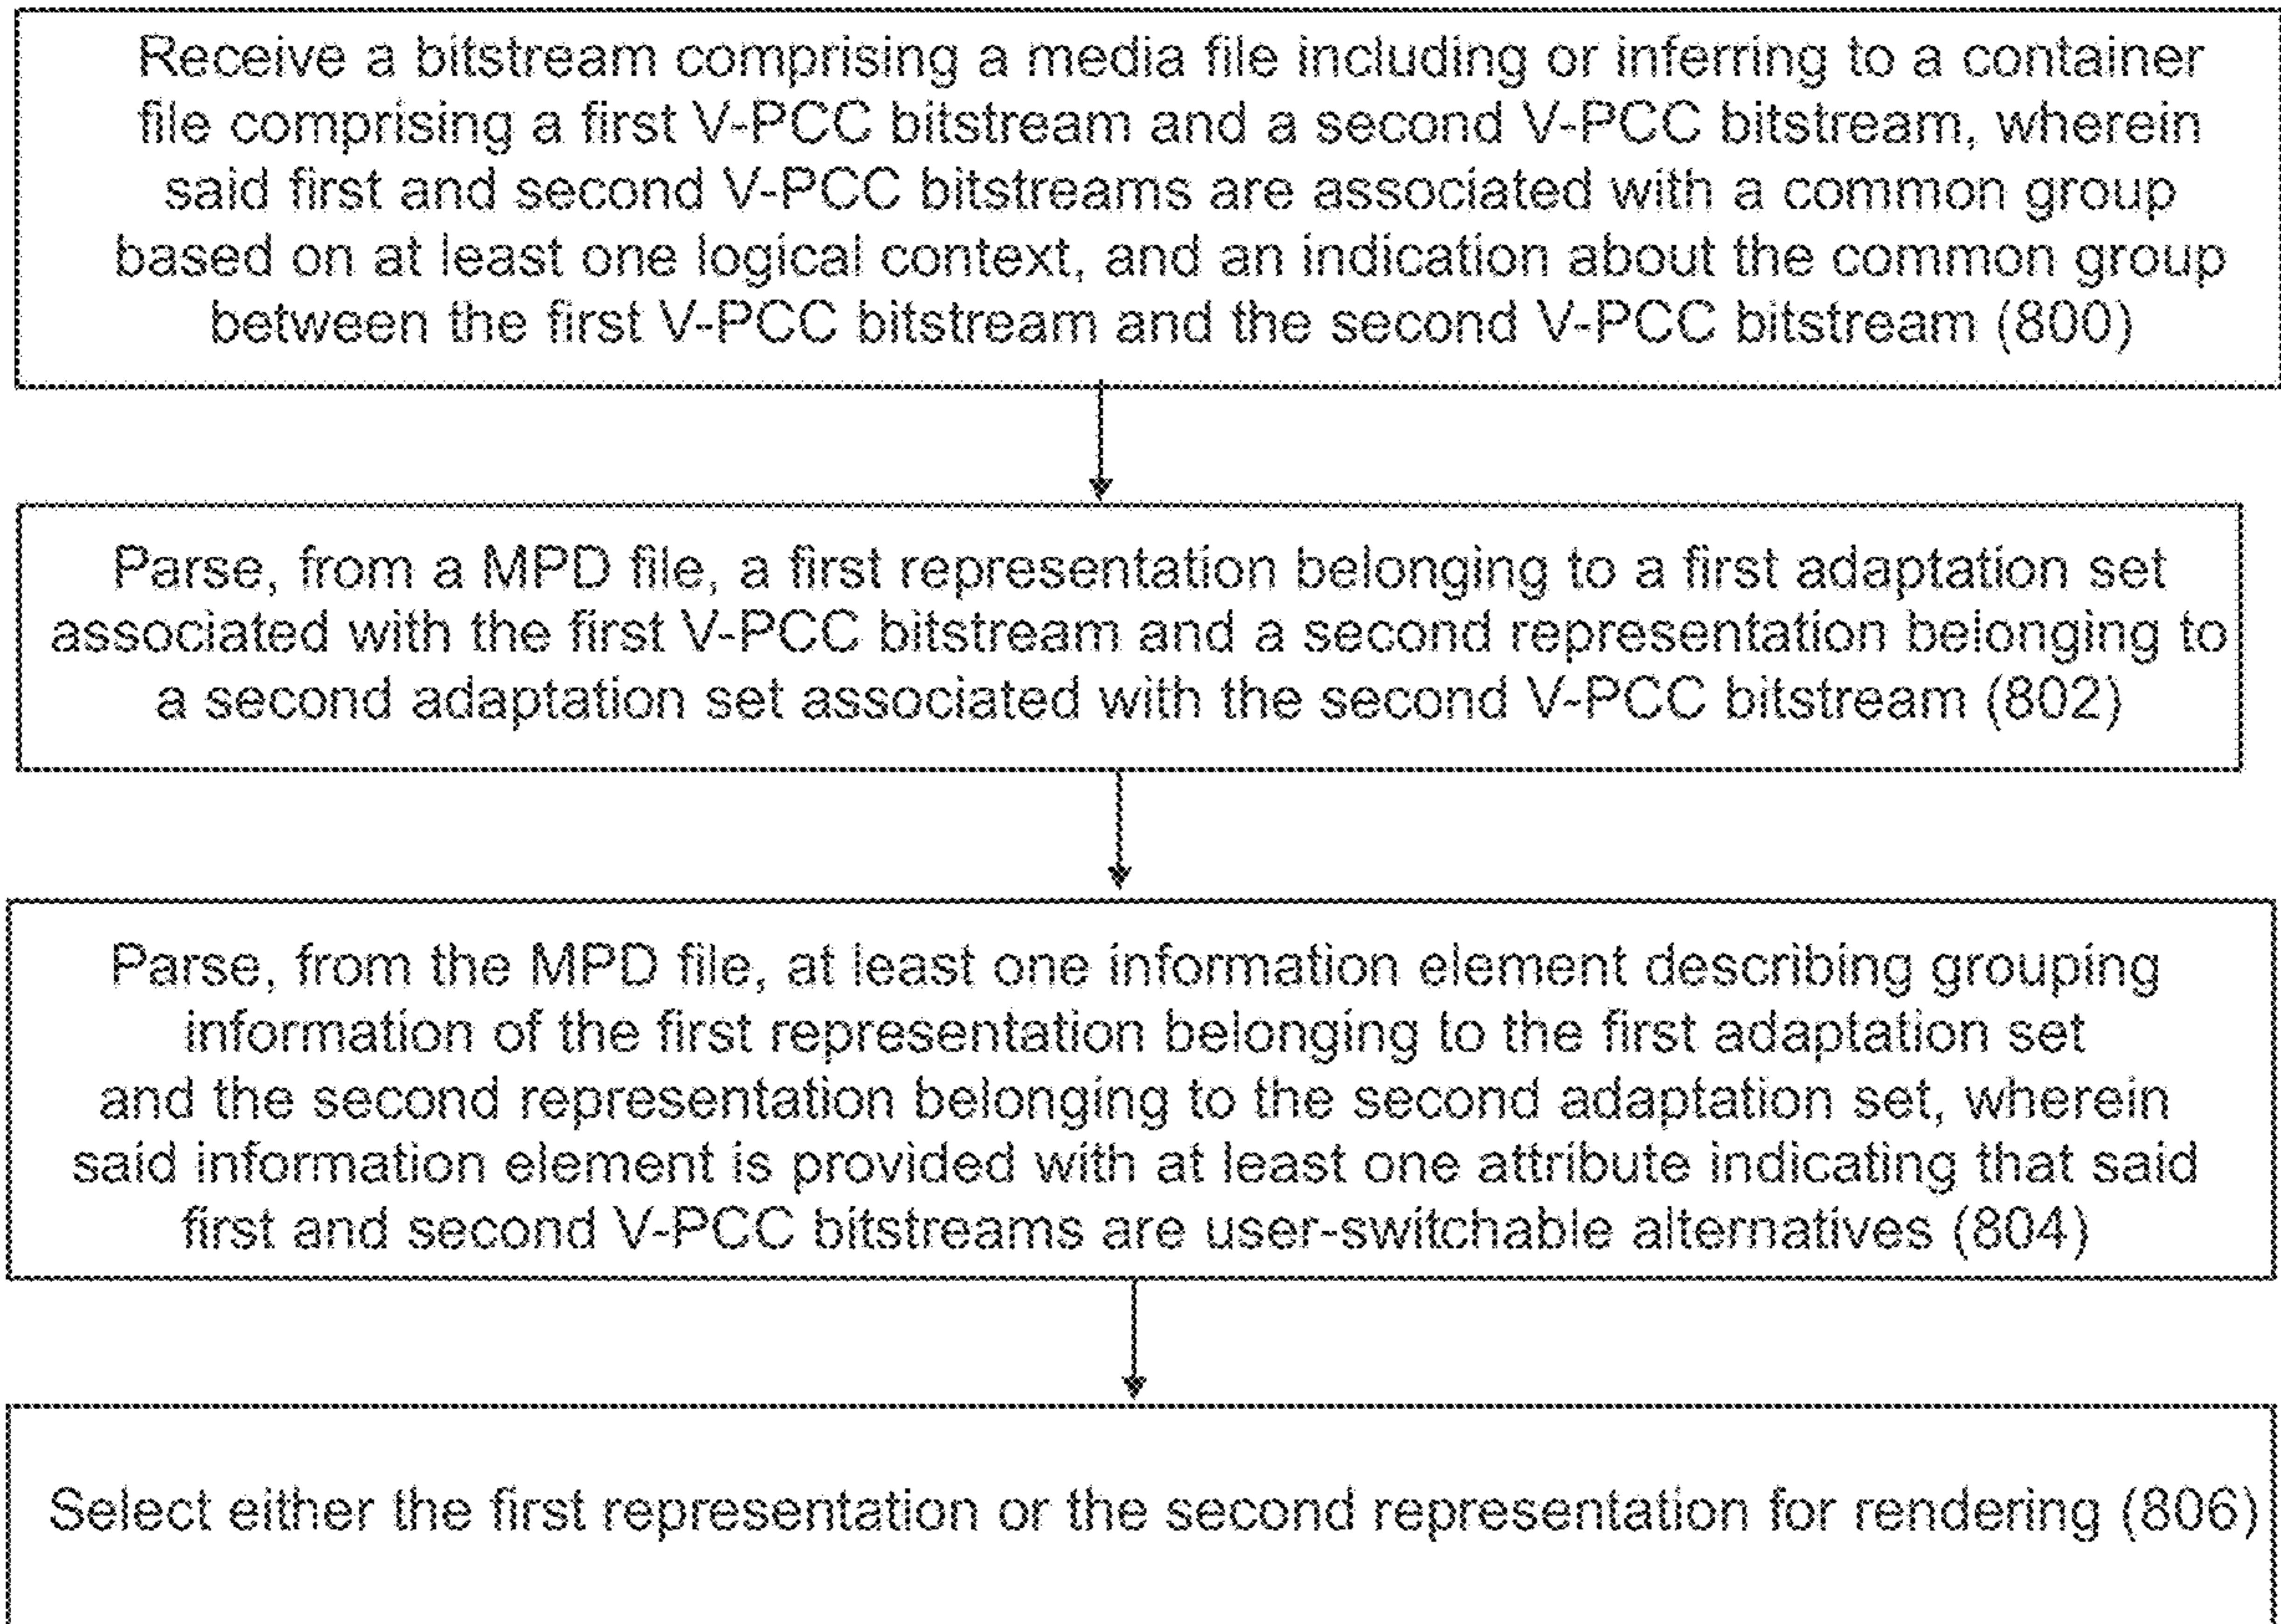 Receive a bitstream comprising a media file including or inferring to a container
file comprising a first V-PCC bitstream and a second V-PCC bitstream, wherein
said first and second V-PCC bitstreams are associated with a common group
based on at least one logical context, and an indication about the common group
between the first V-PCC bitstream and the second V-PCC bitstream (800)
Parse, from a MPD file, a first representation belonging to a first adaptation set
associated with the first V-PCC bitstream and a second representation belonging to
a second adaptation set associated with the second V-PCC bitstream (802)
Parse, from the MPD file, at least one information element describing grouping
information of the first representation belonging to the first adaptation set
and the second representation belonging to the second adaptation set, wherein
said information element is provided with at least one attribute indicating that said
first and second V-PCC bitstreams are user-switchable alternatives (804)
Select either the first representation or the second representation for rendering (806)